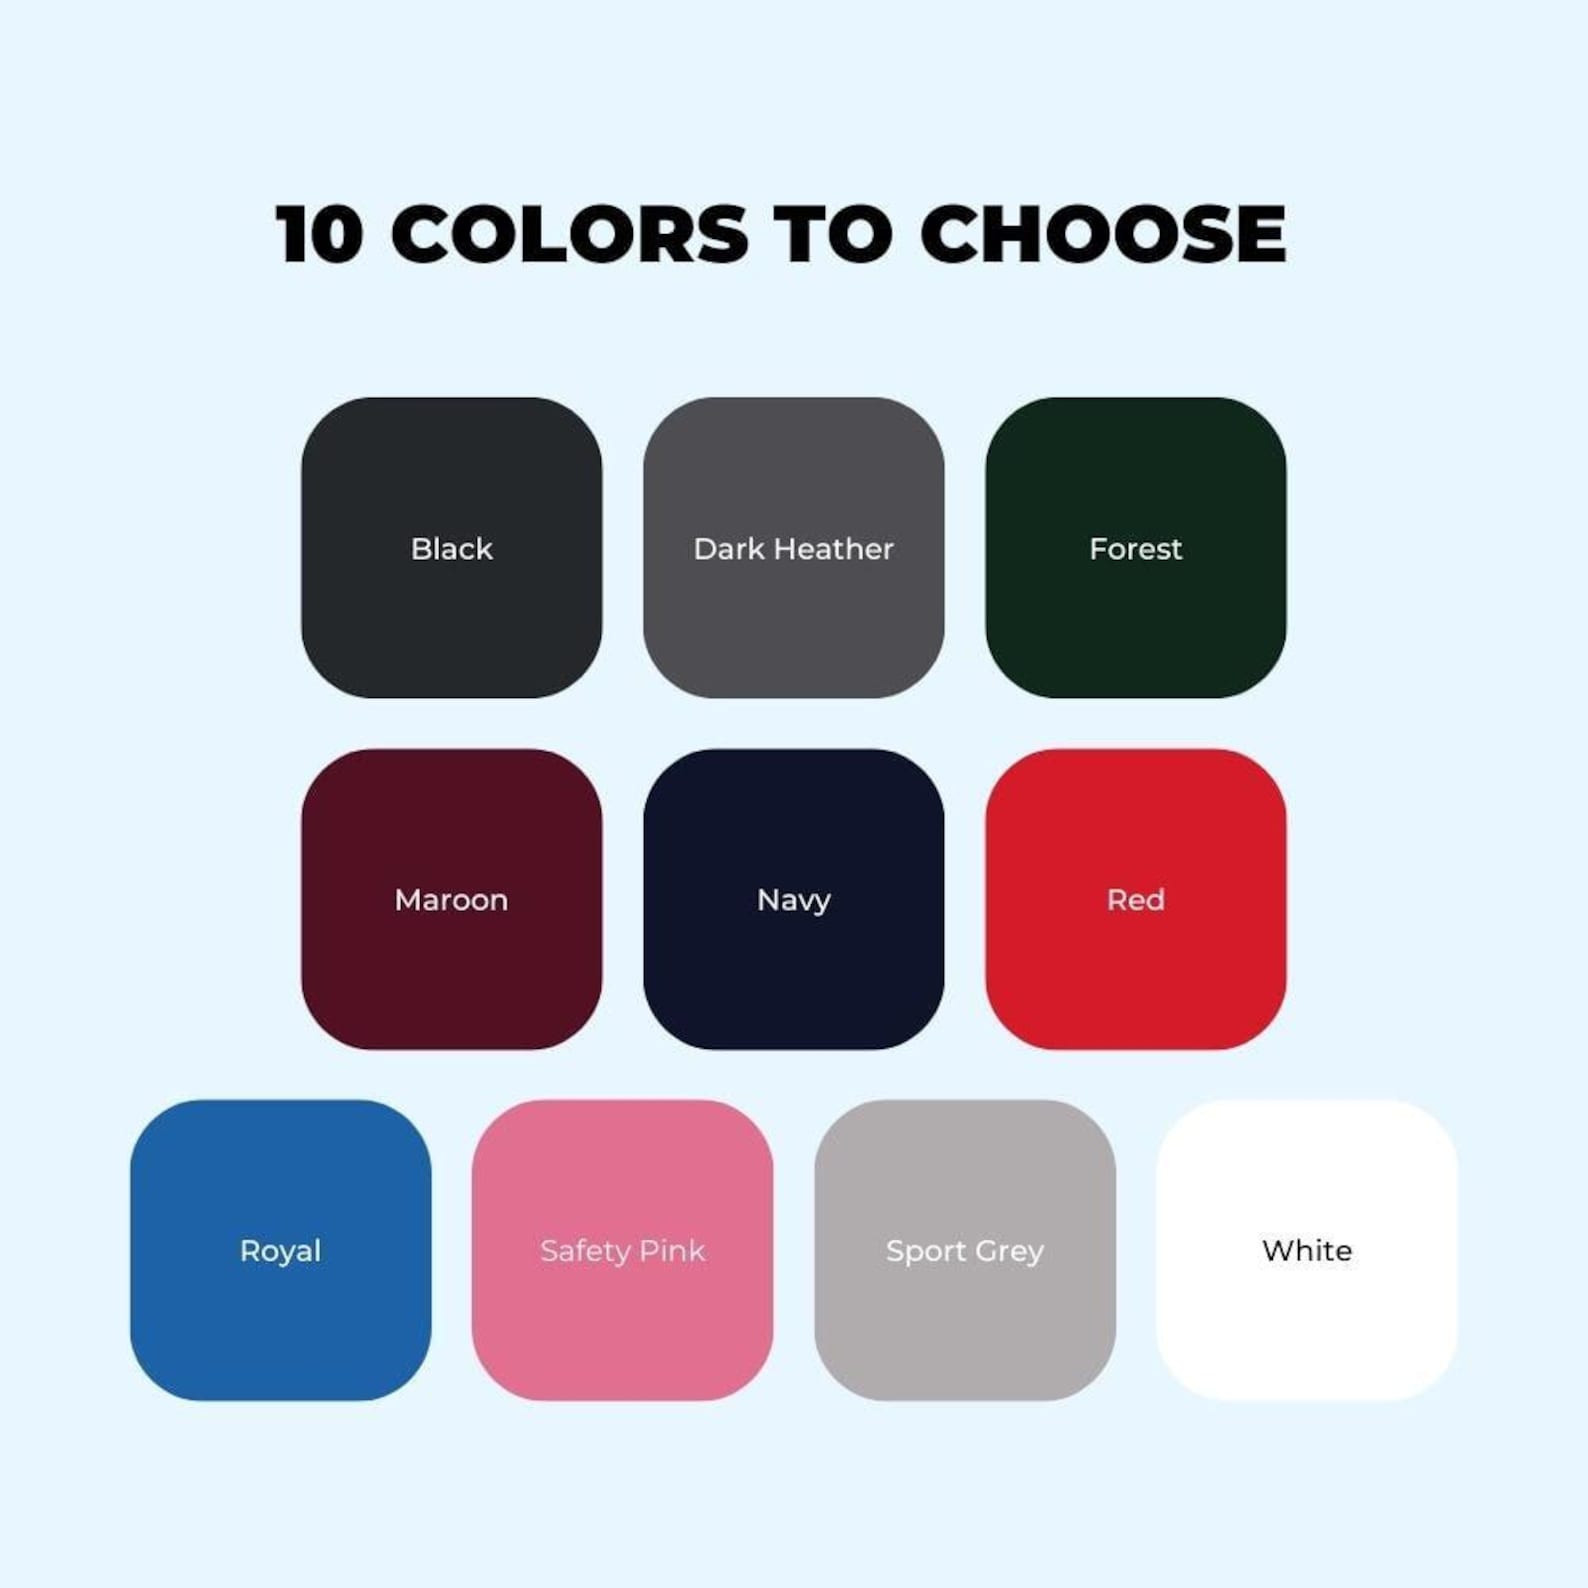 10 COLORS TO CHOOSE
Black
Dark Heather
Forest
Maroon
Navy
Red
Royal
Safety Pink
Sport Grey
White